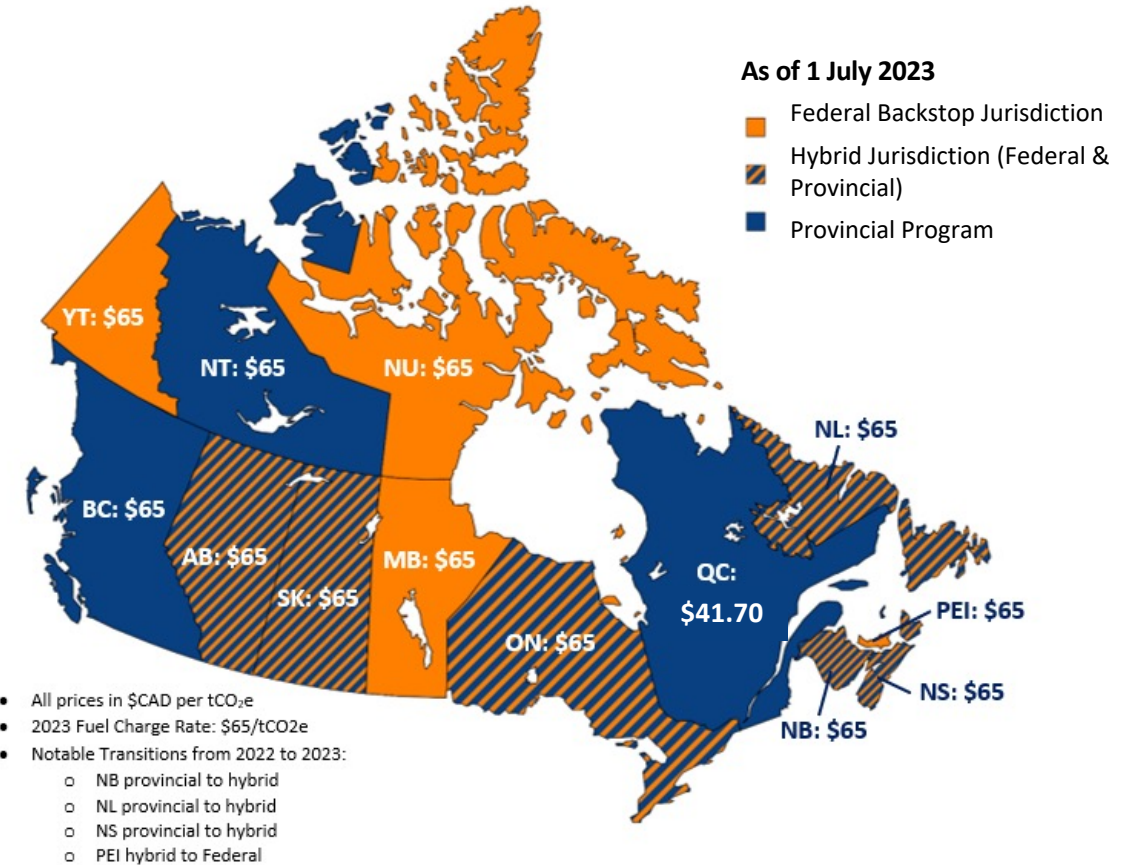 As of 1 July 2023
Federal Backstop Jurisdiction
Hybrid Jurisdiction (Federal &
Provincial)
Provincial Program
YT: $65
NT: $65
NU: $65
NL: $65
BC: $65
AB: $65
SK: $65
MB: $65
ON: $65
QC:
$41.70
PEI: $65
NS: $65
NB: $65
• All prices in $CAD per tCO₂e
• 2023 Fuel Charge Rate: $65/tCO2e
• Notable Transitions from 2022 to 2023:
o NB provincial to hybrid
o NL provincial to hybrid
o NS provincial to hybrid
o PEI hybrid to Federal